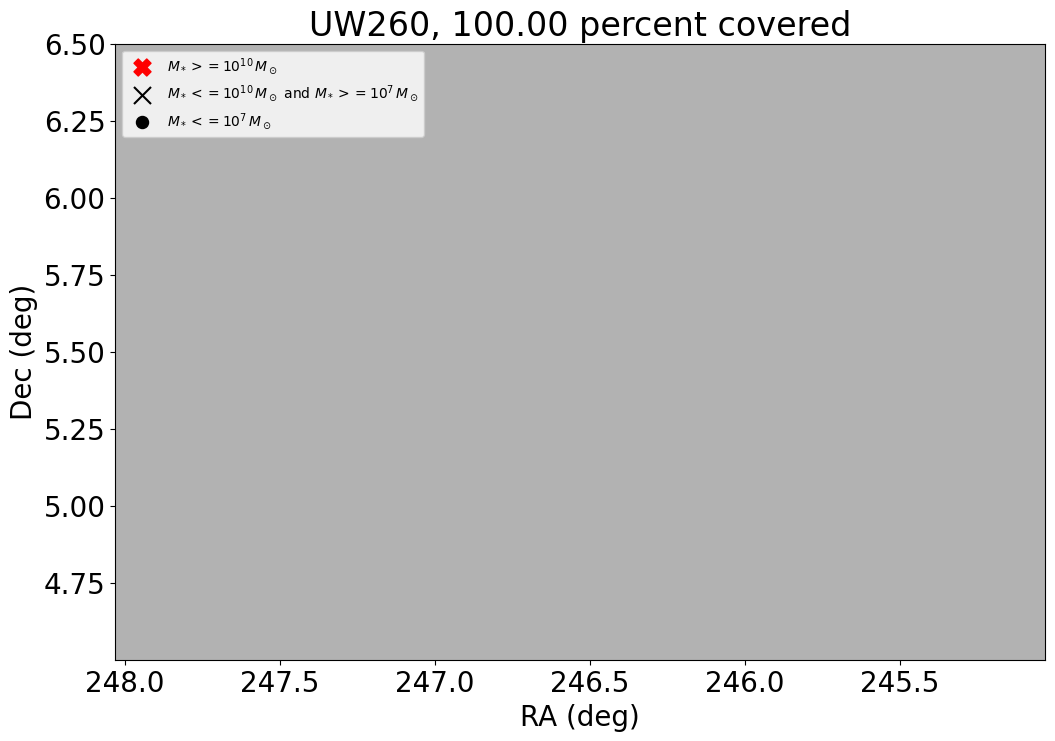 UW260, 100.00 percent covered
M* >= 10^10 M⊙
M* <= 10^10 M⊙ and M* >= 10^7 M⊙
M* <= 10^7 M⊙
6.50
6.25
6.00
5.75
5.50
5.25
5.00
4.75
Dec (deg)
248.0 247.5 247.0 246.5 246.0 245.5
RA (deg)